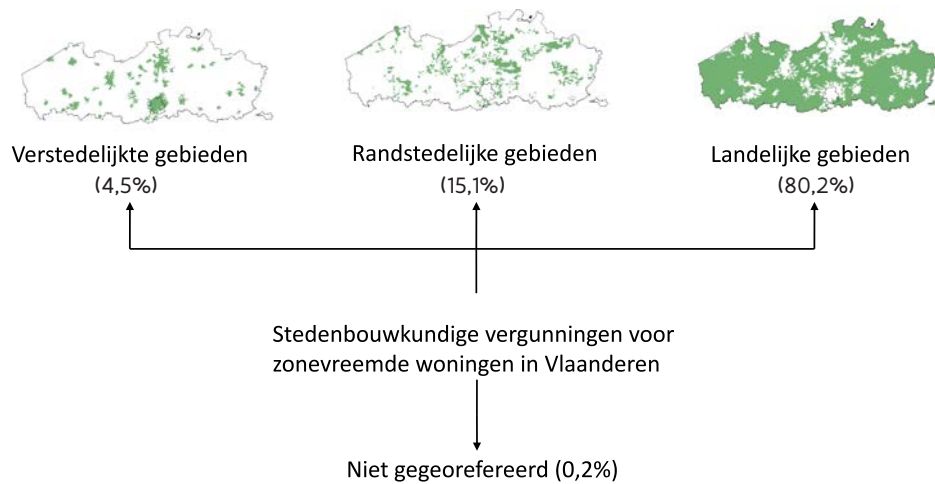 Verstedelijkte gebieden
(4,5%)
Randstedelijke gebieden
(15,1%)
Landelijke gebieden
(80,2%)
Stedenbouwkundige vergunningen voor
zonevreemde woningen in Vlaanderen
Niet gegeorefereerd (0,2%)